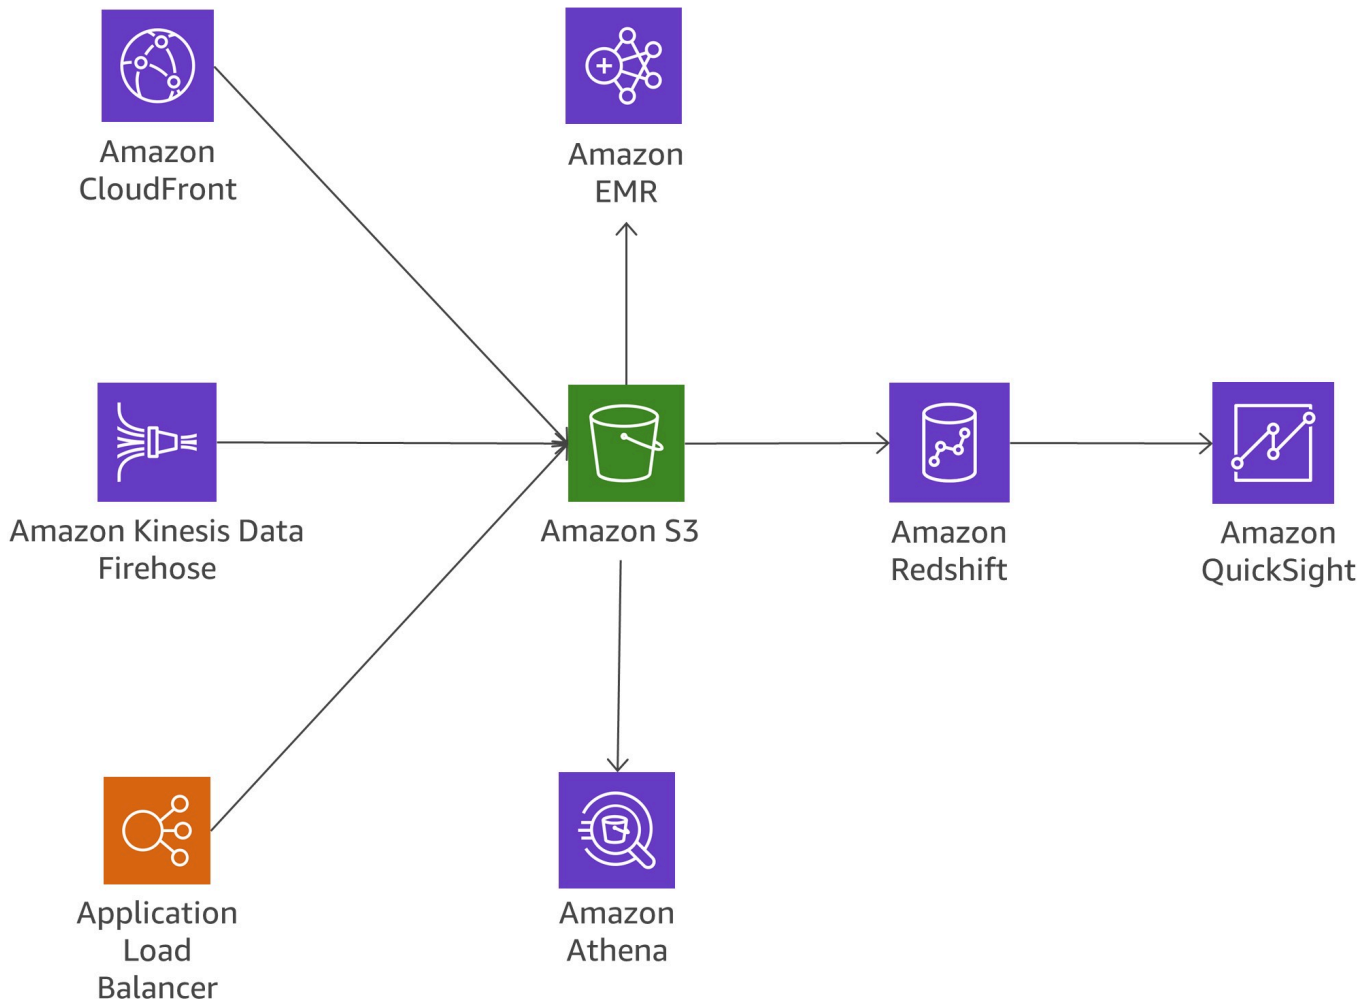 Amazon
CloudFront
Amazon
EMR
Amazon Kinesis Data
Firehose
Amazon S3
Amazon
Redshift
Amazon
QuickSight
Application
Load
Balancer
Amazon
Athena